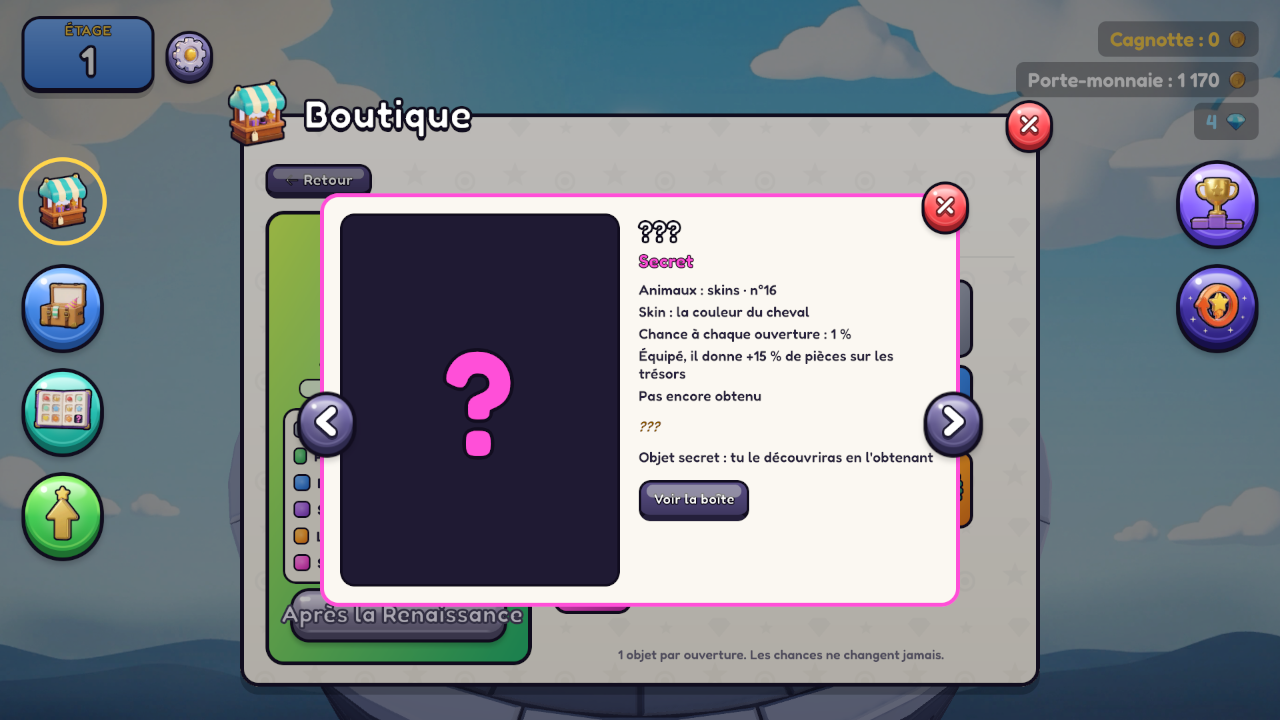 ÉTAGE
1
Cagnotte : 0
Porte-monnaie : 1 170
4
Boutique
← Retour
???
Secret
Animaux : skins · n°16
Skin : la couleur du cheval
Chance à chaque ouverture : 1 %
Équipé, il donne +15 % de pièces sur les
trésors
Pas encore obtenu
???
Objet secret : tu le découvriras en l'obtenant
Voir la boîte
?
Après la Renaissance
1 objet par ouverture. Les chances ne changent jamais.